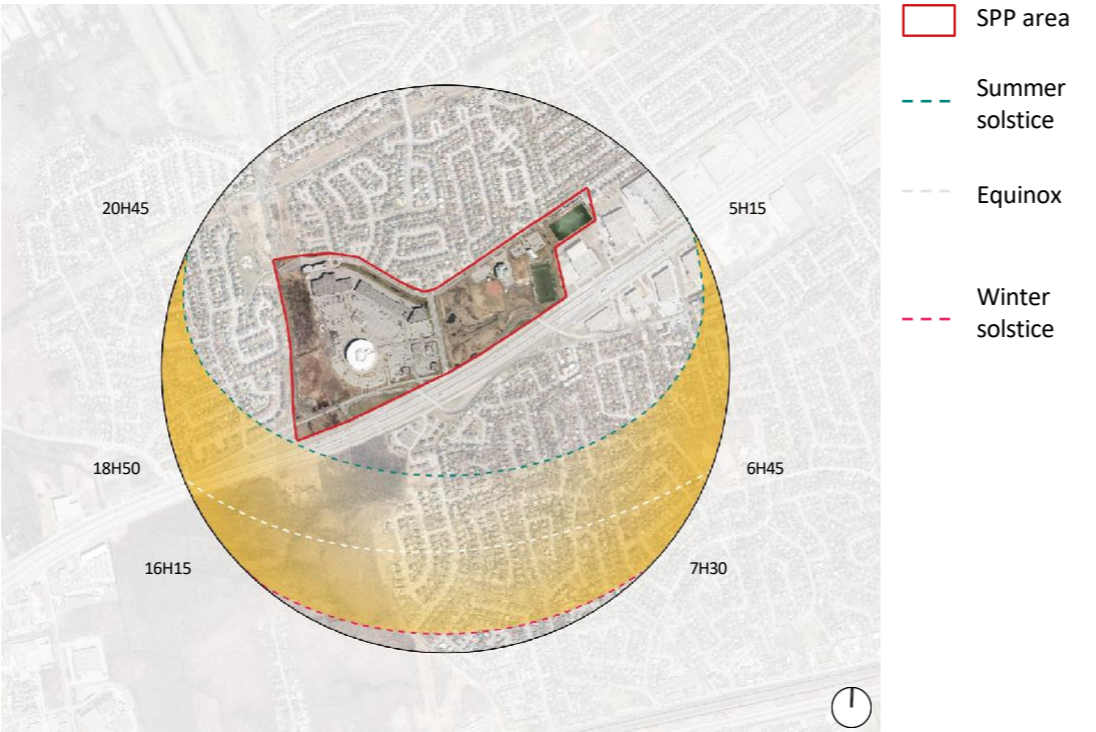 SPP area
Summer
solstice
Equinox
Winter
solstice
20H45
5H15
18H50
6H45
16H15
7H30